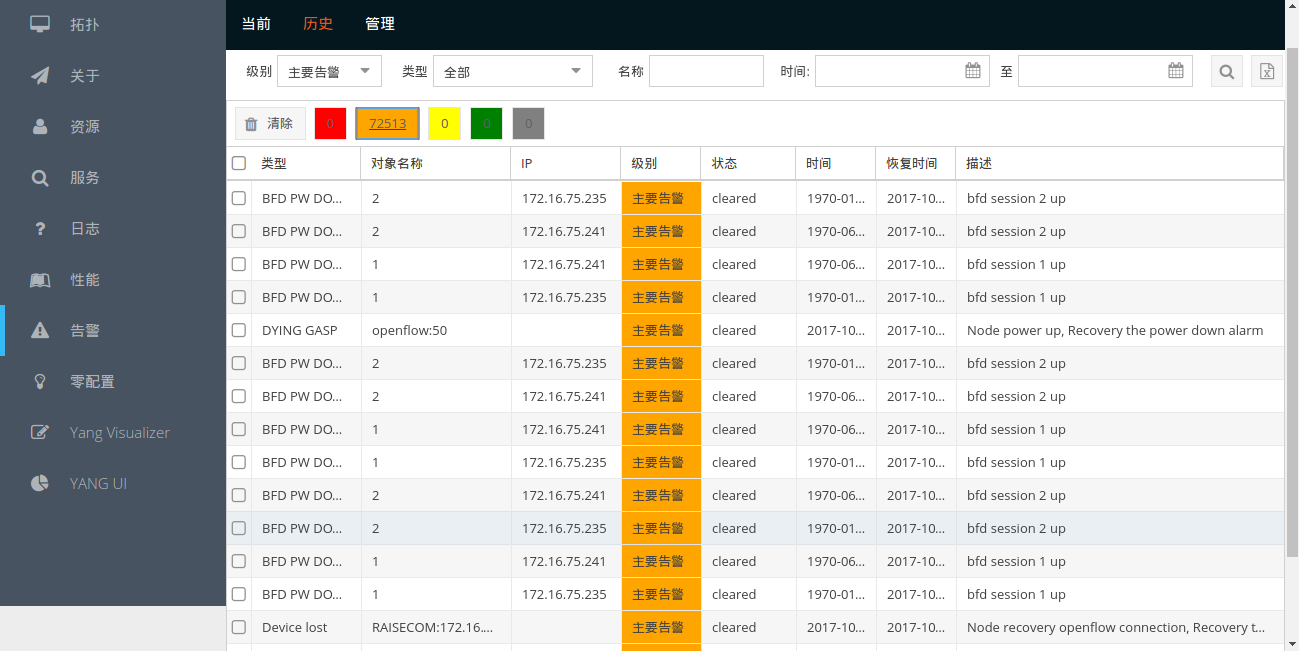 拓扑
关于
资源
服务
日志
性能
告警
零配置
Yang Visualizer
YANG UI
当前 历史 管理
级别 主要告警 类型 全部 名称 时间: 至
清除 0 72513 0 0 0
类型 对象名称 IP 级别 状态 时间 恢复时间 描述
BFD PW DO... 2 172.16.75.235 主要告警 cleared 1970-01... 2017-10... bfd session 2 up
BFD PW DO... 2 172.16.75.241 主要告警 cleared 1970-06... 2017-10... bfd session 2 up
BFD PW DO... 1 172.16.75.241 主要告警 cleared 1970-06... 2017-10... bfd session 1 up
BFD PW DO... 1 172.16.75.235 主要告警 cleared 1970-01... 2017-10... bfd session 1 up
DYING GASP openflow:50 主要告警 cleared 2017-10... 2017-10... Node power up, Recovery the power down alarm
BFD PW DO... 2 172.16.75.235 主要告警 cleared 1970-01... 2017-10... bfd session 2 up
BFD PW DO... 2 172.16.75.241 主要告警 cleared 1970-06... 2017-10... bfd session 2 up
BFD PW DO... 1 172.16.75.241 主要告警 cleared 1970-06... 2017-10... bfd session 1 up
BFD PW DO... 1 172.16.75.235 主要告警 cleared 1970-01... 2017-10... bfd session 1 up
BFD PW DO... 2 172.16.75.241 主要告警 cleared 1970-06... 2017-10... bfd session 2 up
BFD PW DO... 2 172.16.75.235 主要告警 cleared 1970-01... 2017-10... bfd session 2 up
BFD PW DO... 1 172.16.75.241 主要告警 cleared 1970-06... 2017-10... bfd session 1 up
BFD PW DO... 1 172.16.75.235 主要告警 cleared 1970-01... 2017-10... bfd session 1 up
Device lost RAISECOM:172.16.... 主要告警 cleared 2017-10... 2017-10... Node recovery openflow connection, Recovery t...